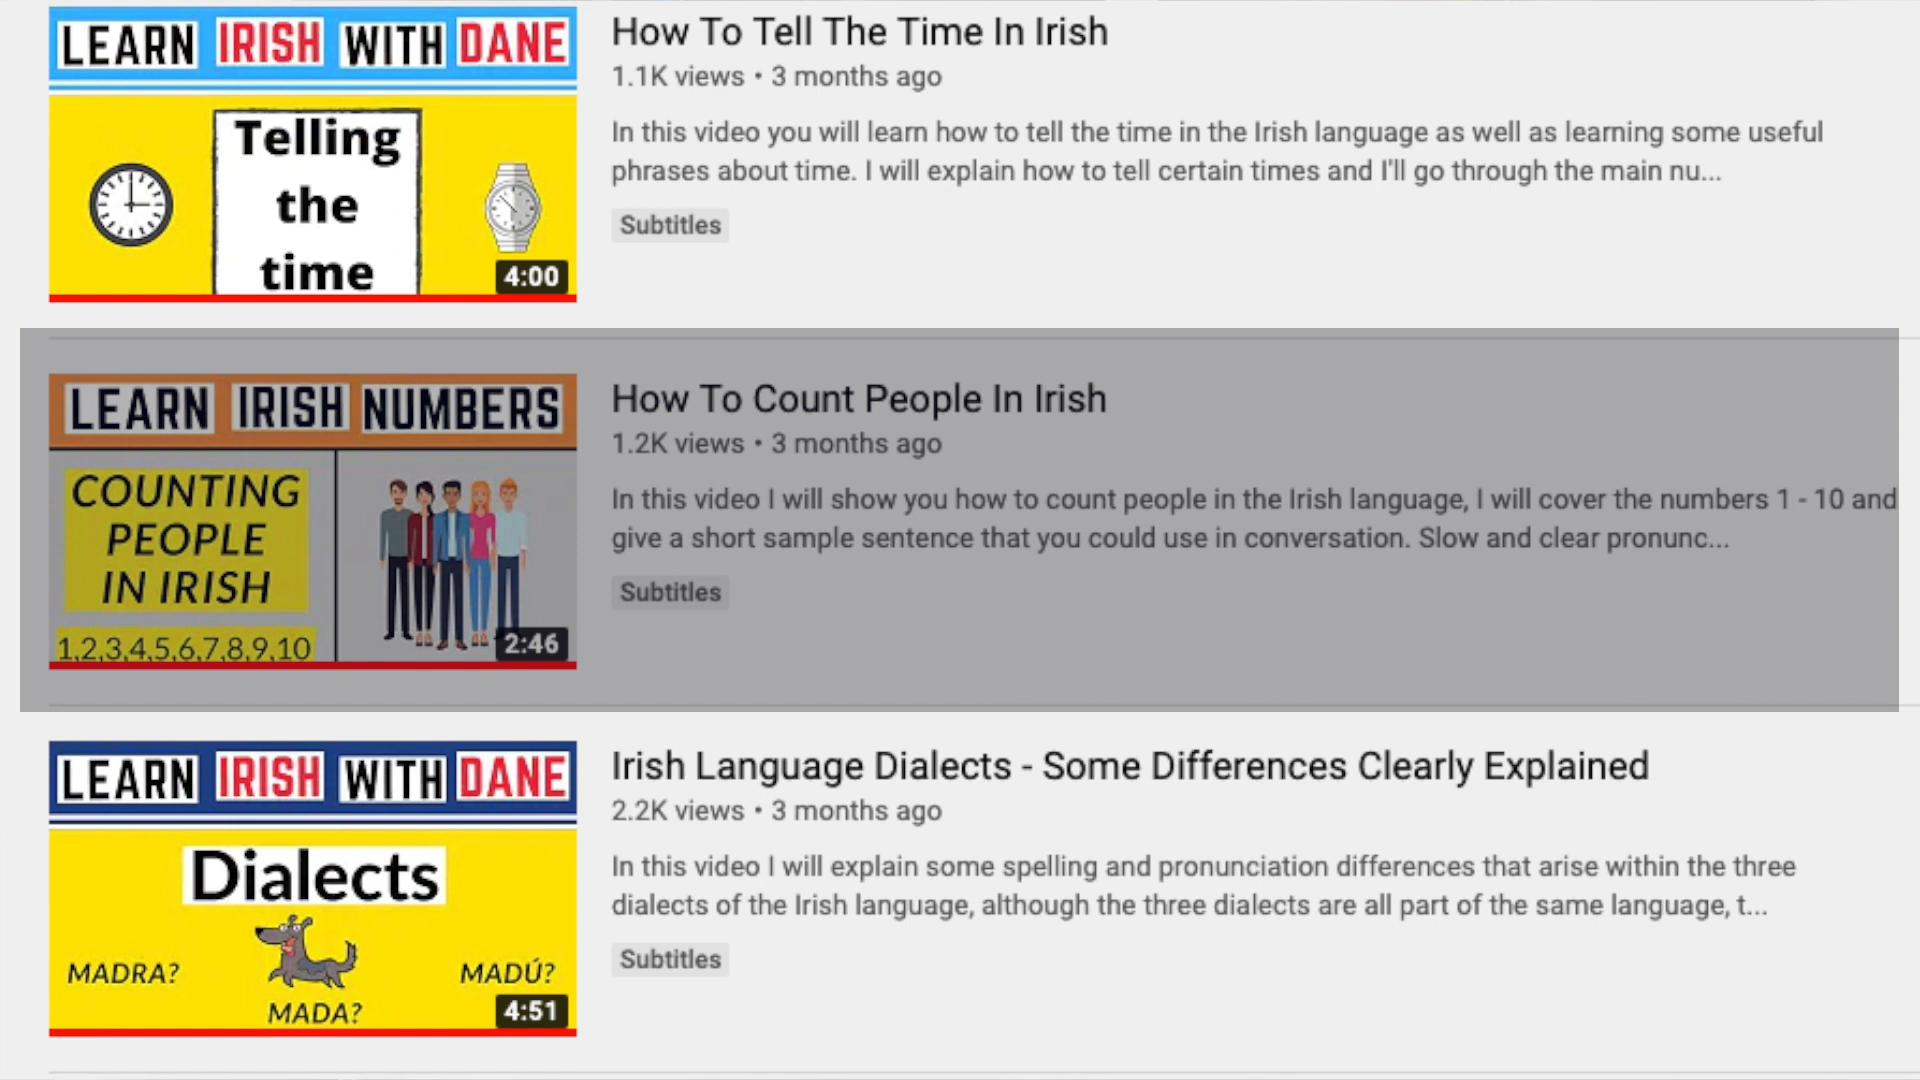 LEARN IRISH WITH DANE
Telling
the
time
4:00
How To Tell The Time In Irish
1.1K views • 3 months ago
In this video you will learn how to tell the time in the Irish language as well as learning some useful
phrases about time. I will explain how to tell certain times and I'll go through the main nu...
Subtitles
LEARN IRISH NUMBERS
COUNTING
PEOPLE
IN IRISH
1,2,3,4,5,6,7,8,9,10
2:46
How To Count People In Irish
1.2K views • 3 months ago
In this video I will show you how to count people in the Irish language, I will cover the numbers 1 - 10 and
give a short sample sentence that you could use in conversation. Slow and clear pronunc...
Subtitles
LEARN IRISH WITH DANE
Dialects
MADRA?
MADÚ?
MADA?
4:51
Irish Language Dialects - Some Differences Clearly Explained
2.2K views • 3 months ago
In this video I will explain some spelling and pronunciation differences that arise within the three
dialects of the Irish language, although the three dialects are all part of the same language, t...
Subtitles